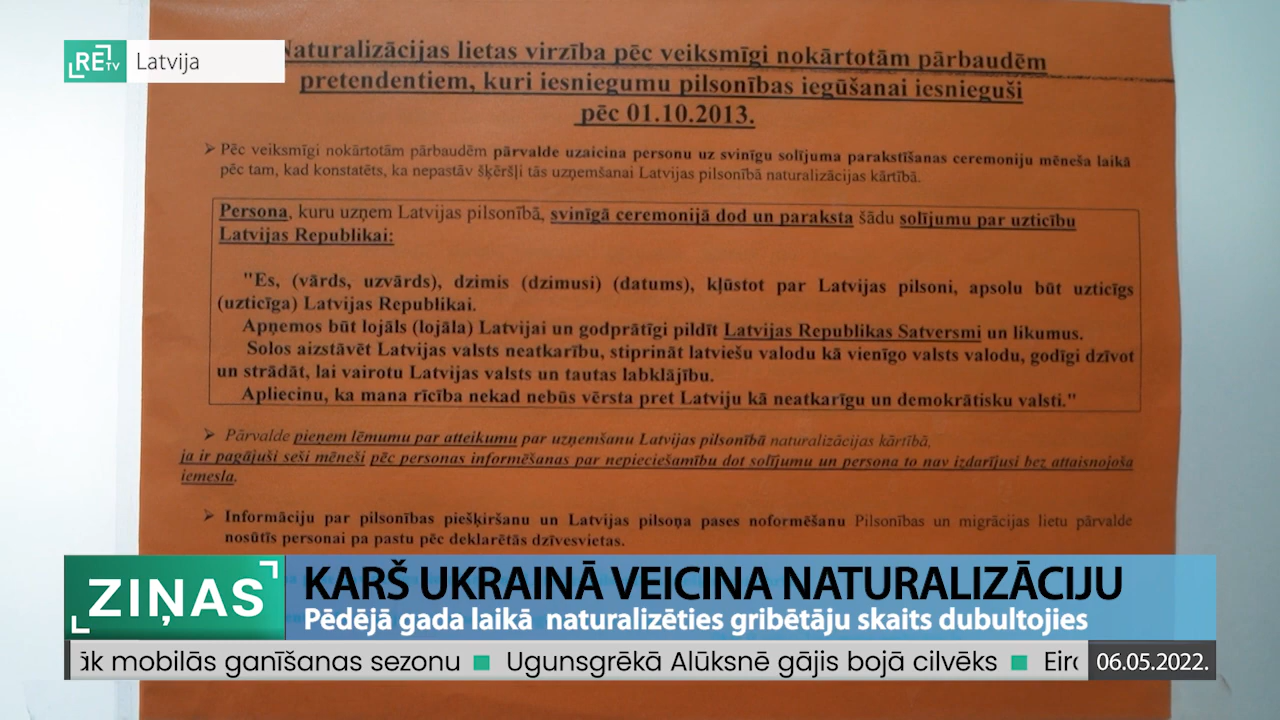 RE TV
Latvija
Naturalizācijas lietas virzība pēc veiksmīgi nokārtotām pārbaudēm
pretendentiem, kuri iesniegumu pilsonības iegūšanai iesnieguši
pēc 01.10.2013.
➢ Pēc veiksmīgi nokārtotām pārbaudēm pārvalde uzaicina personu uz svinīgu solījuma parakstīšanas ceremoniju mēneša laikā
pēc tam, kad konstatēts, ka nepastāv šķēršļi tās uzņemšanai Latvijas pilsonībā naturalizācijas kārtībā.
Persona, kuru uzņem Latvijas pilsonībā, svinīgā ceremonijā dod un paraksta šādu solījumu par uzticību
Latvijas Republikai:
"Es, (vārds, uzvārds), dzimis (dzimusi) (datums), kļūstot par Latvijas pilsoni, apsolu būt uzticīgs
(uzticīga) Latvijas Republikai.
Apņemos būt lojāls (lojāla) Latvijai un godprātīgi pildīt Latvijas Republikas Satversmi un likumus.
Solos aizstāvēt Latvijas valsts neatkarību, stiprināt latviešu valodu kā vienīgo valsts valodu, godīgi dzīvot
un strādāt, lai vairotu Latvijas valsts un tautas labklājību.
Apliecinu, ka mana rīcība nekad nebūs vērsta pret Latviju kā neatkarīgu un demokrātisku valsti."
➢ Pārvalde pieņem lēmumu par atteikumu par uzņemšanu Latvijas pilsonībā naturalizācijas kārtībā,
ja ir pagājuši seši mēneši pēc personas informēšanas par nepieciešamību dot solījumu un persona to nav izdarījusi bez attaisnojoša
iemesla.
➢ Informāciju par pilsonības piešķiršanu un Latvijas pilsoņa pases noformēšanu Pilsonības un migrācijas lietu pārvalde
nosūtīs personai pa pastu pēc deklarētās dzīvesvietas.
ZIŅAS
KARŠ UKRAINĀ VEICINA NATURALIZĀCIJU
Pēdējā gada laikā naturalizēties gribētāju skaits dubultojies
āk mobilās ganīšanas sezonu ■ Ugunsgrēkā Alūksnē gājis bojā cilvēks ■ 06.05.2022.